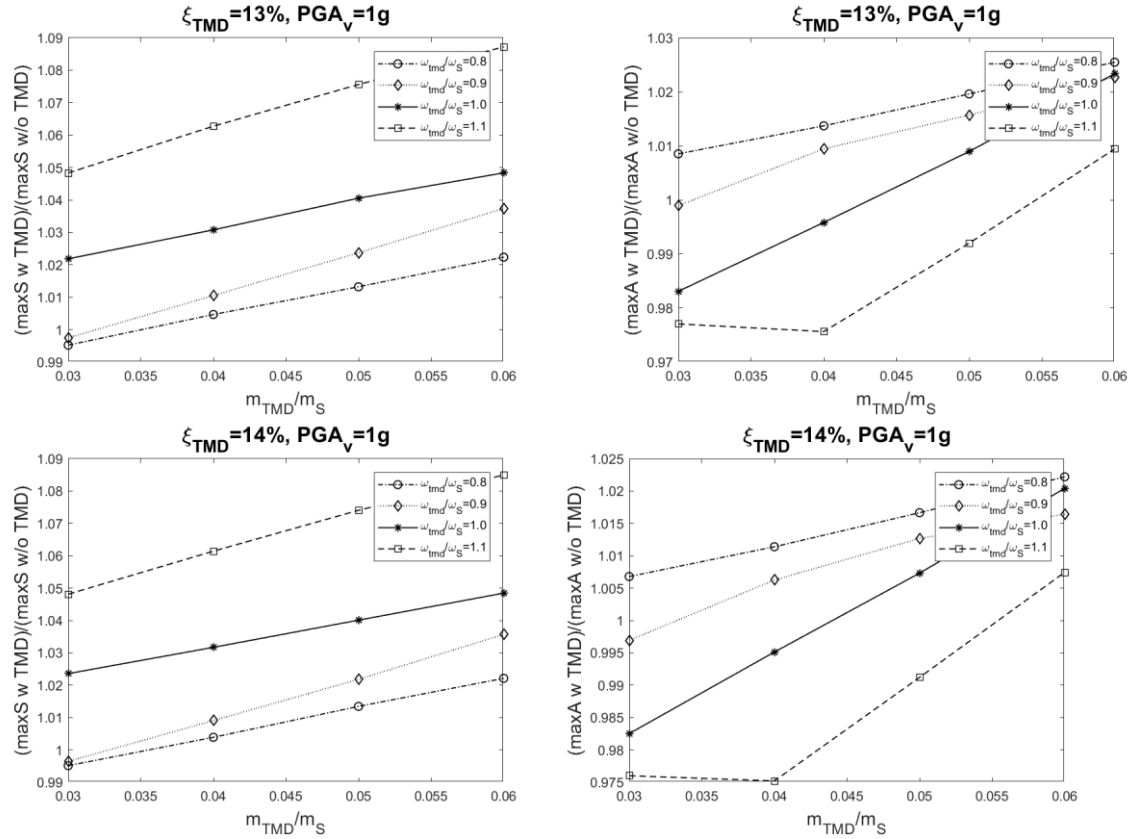 ξTMD=13%, PGAv=1g
(maxS w TMD)/(maxS w/o TMD)
1.09
1.08
1.07
1.06
1.05
1.04
1.03
1.02
1.01
1
0.99
ωtmd/ωS=0.8
ωtmd/ωS=0.9
ωtmd/ωS=1.0
ωtmd/ωS=1.1
0.03 0.035 0.04 0.045 0.05 0.055 0.06
mTMD/mS
ξTMD=13%, PGAv=1g
(maxA w TMD)/(maxA w/o TMD)
1.03
1.02
1.01
1
0.99
0.98
0.97
ωtmd/ωS=0.8
ωtmd/ωS=0.9
ωtmd/ωS=1.0
ωtmd/ωS=1.1
0.03 0.035 0.04 0.045 0.05 0.055 0.06
mTMD/mS
ξTMD=14%, PGAv=1g
(maxS w TMD)/(maxS w/o TMD)
1.09
1.08
1.07
1.06
1.05
1.04
1.03
1.02
1.01
1
0.99
ωtmd/ωS=0.8
ωtmd/ωS=0.9
ωtmd/ωS=1.0
ωtmd/ωS=1.1
0.03 0.035 0.04 0.045 0.05 0.055 0.06
mTMD/mS
ξTMD=14%, PGAv=1g
(maxA w TMD)/(maxA w/o TMD)
1.025
1.02
1.015
1.01
1.005
1
0.995
0.99
0.985
0.98
0.975
ωtmd/ωS=0.8
ωtmd/ωS=0.9
ωtmd/ωS=1.0
ωtmd/ωS=1.1
0.03 0.035 0.04 0.045 0.05 0.055 0.06
mTMD/mS